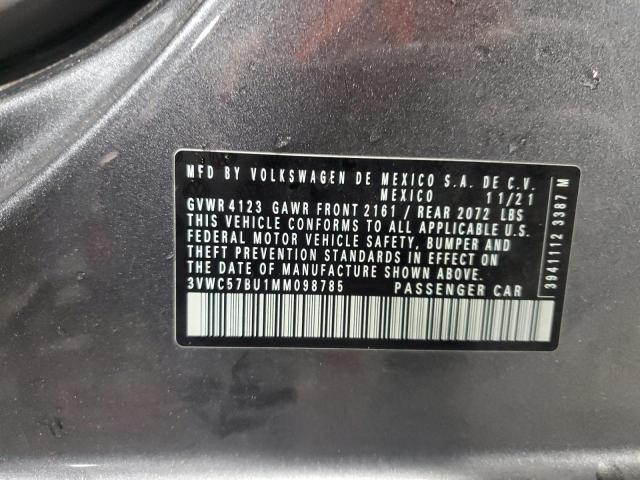 MFD BY VOLKSWAGEN DE MEXICO S.A. DE C.V.
MEXICO 11/21
GVWR 4123 GAWR FRONT 2161 / REAR 2072 LBS
THIS VEHICLE CONFORMS TO ALL APPLICABLE U.S.
FEDERAL MOTOR VEHICLE SAFETY, BUMPER AND
THEFT PREVENTION STANDARDS IN EFFECT ON
THE DATE OF MANUFACTURE SHOWN ABOVE.
3VWC57BU1MM098785 PASSENGER CAR
3941112 3387 M